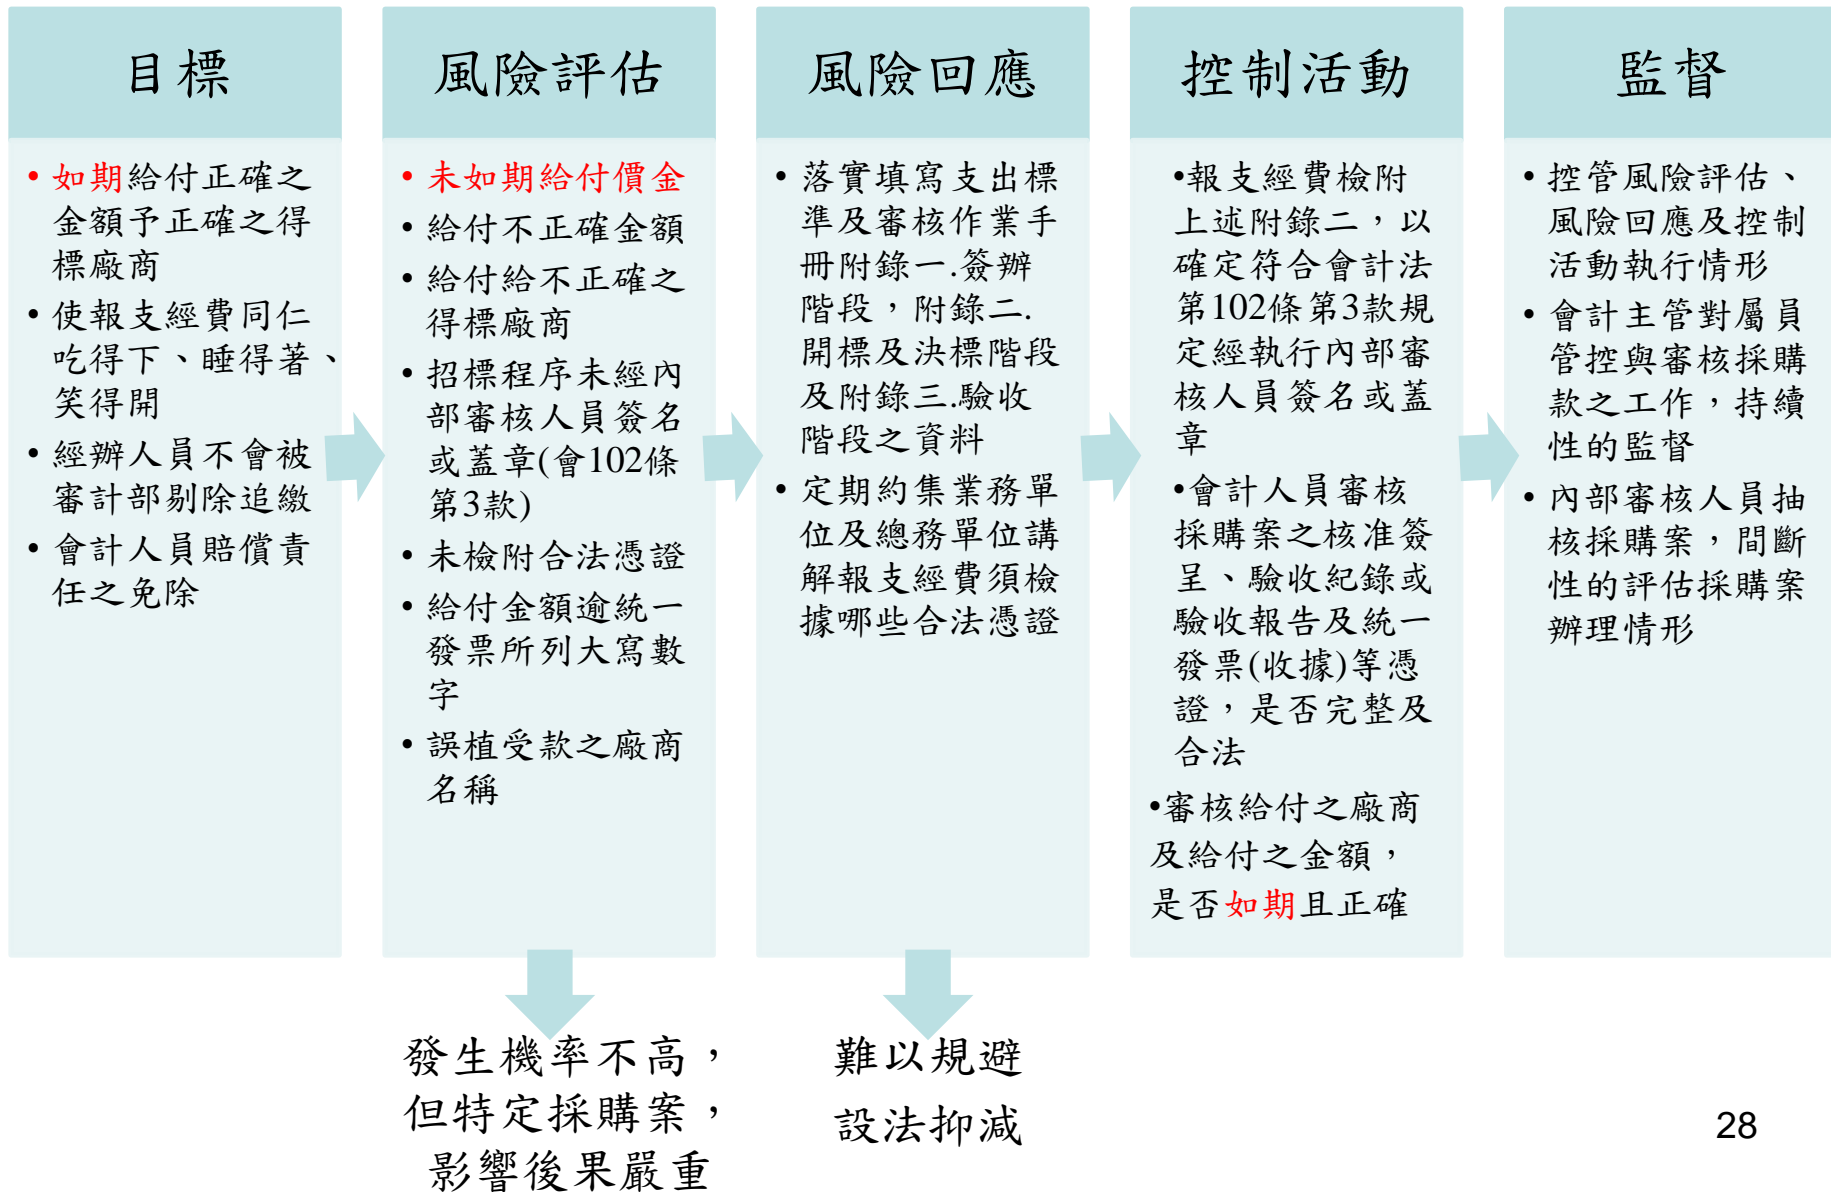 目標
• 如期給付正確之
金額予正確之得
標廠商
• 使報支經費同仁
吃得下、睡得著、
笑得開
• 經辦人員不會被
審計部剔除追繳
• 會計人員賠償責
任之免除
風險評估
• 未如期給付價金
• 給付不正確金額
• 給付給不正確之
得標廠商
• 招標程序未經內
部審核人員簽名
或蓋章(會102條
第3款)
• 未檢附合法憑證
• 給付金額逾統一
發票所列大寫數
字
• 誤植受款之廠商
名稱
發生機率不高，
但特定採購案，
影響後果嚴重
風險回應
• 落實填寫支出標
準及審核作業手
冊附錄一.簽辦
階段，附錄二.
開標及決標階段
及附錄三.驗收
階段之資料
• 定期約集業務單
位及總務單位講
解報支經費須檢
據哪些合法憑證
難以規避
設法抑減
控制活動
•報支經費檢附
上述附錄二，以
確定符合會計法
第102條第3款規
定經執行內部審
核人員簽名或蓋
章
•會計人員審核
採購案之核准簽
呈、驗收紀錄或
驗收報告及統一
發票(收據)等憑
證，是否完整及
合法
•審核給付之廠商
及給付之金額，
是否如期且正確
監督
• 控管風險評估、
風險回應及控制
活動執行情形
• 會計主管對屬員
管控與審核採購
款之工作，持續
性的監督
• 內部審核人員抽
核採購案，間斷
性的評估採購案
辦理情形
28